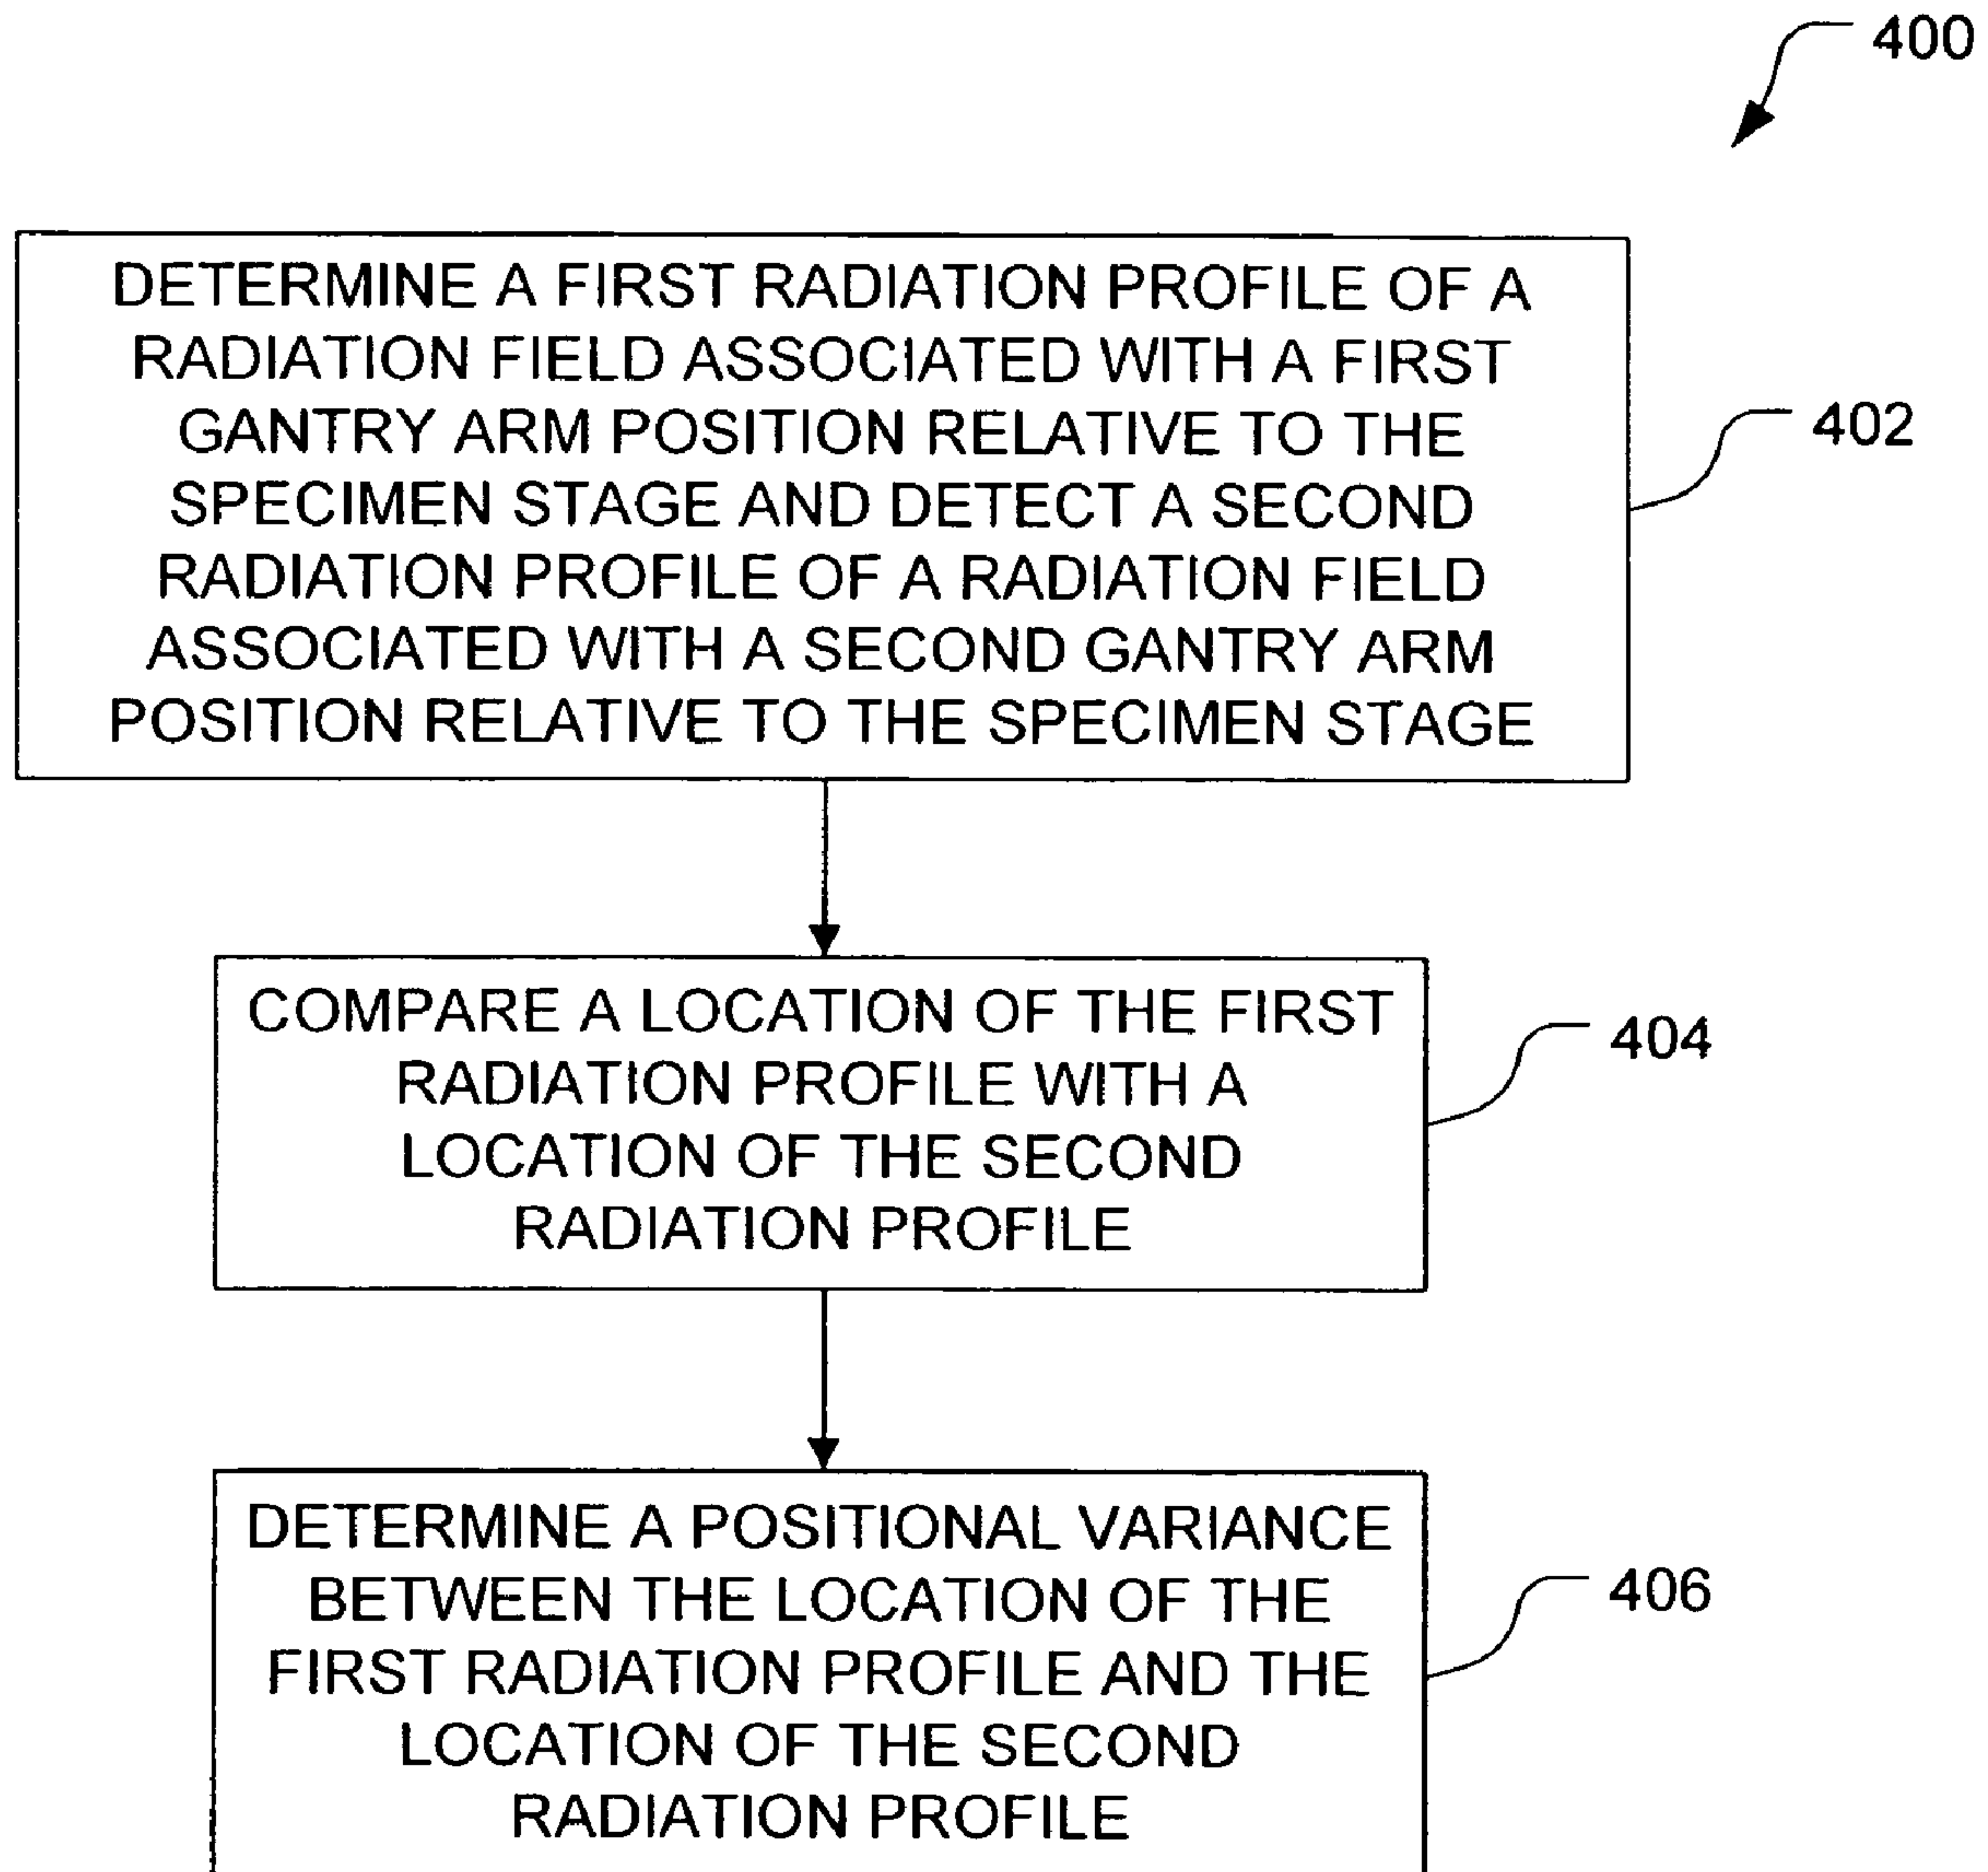 400
DETERMINE A FIRST RADIATION PROFILE OF A
RADIATION FIELD ASSOCIATED WITH A FIRST
GANTRY ARM POSITION RELATIVE TO THE
SPECIMEN STAGE AND DETECT A SECOND
RADIATION PROFILE OF A RADIATION FIELD
ASSOCIATED WITH A SECOND GANTRY ARM
POSITION RELATIVE TO THE SPECIMEN STAGE
402
COMPARE A LOCATION OF THE FIRST
RADIATION PROFILE WITH A
LOCATION OF THE SECOND
RADIATION PROFILE
404
DETERMINE A POSITIONAL VARIANCE
BETWEEN THE LOCATION OF THE
FIRST RADIATION PROFILE AND THE
LOCATION OF THE SECOND
RADIATION PROFILE
406